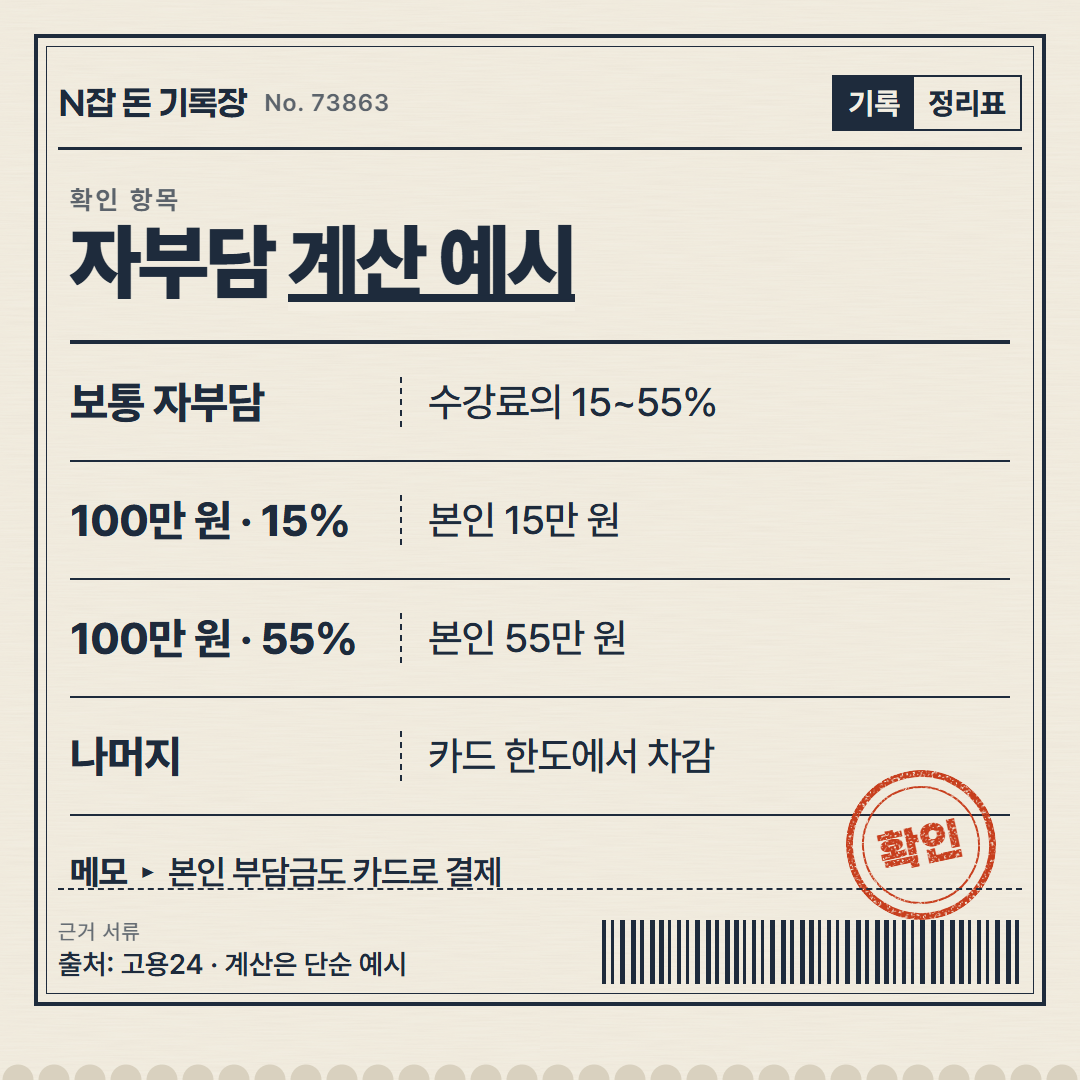 N잡 돈 기록장 No. 73863 기록 정리표
확인 항목
자부담 계산 예시
보통 자부담 수강료의 15~55%
100만 원 · 15% 본인 15만 원
100만 원 · 55% 본인 55만 원
나머지 카드 한도에서 차감
확인
메모 ▸ 본인 부담금도 카드로 결제
근거 서류
출처: 고용24 · 계산은 단순 예시